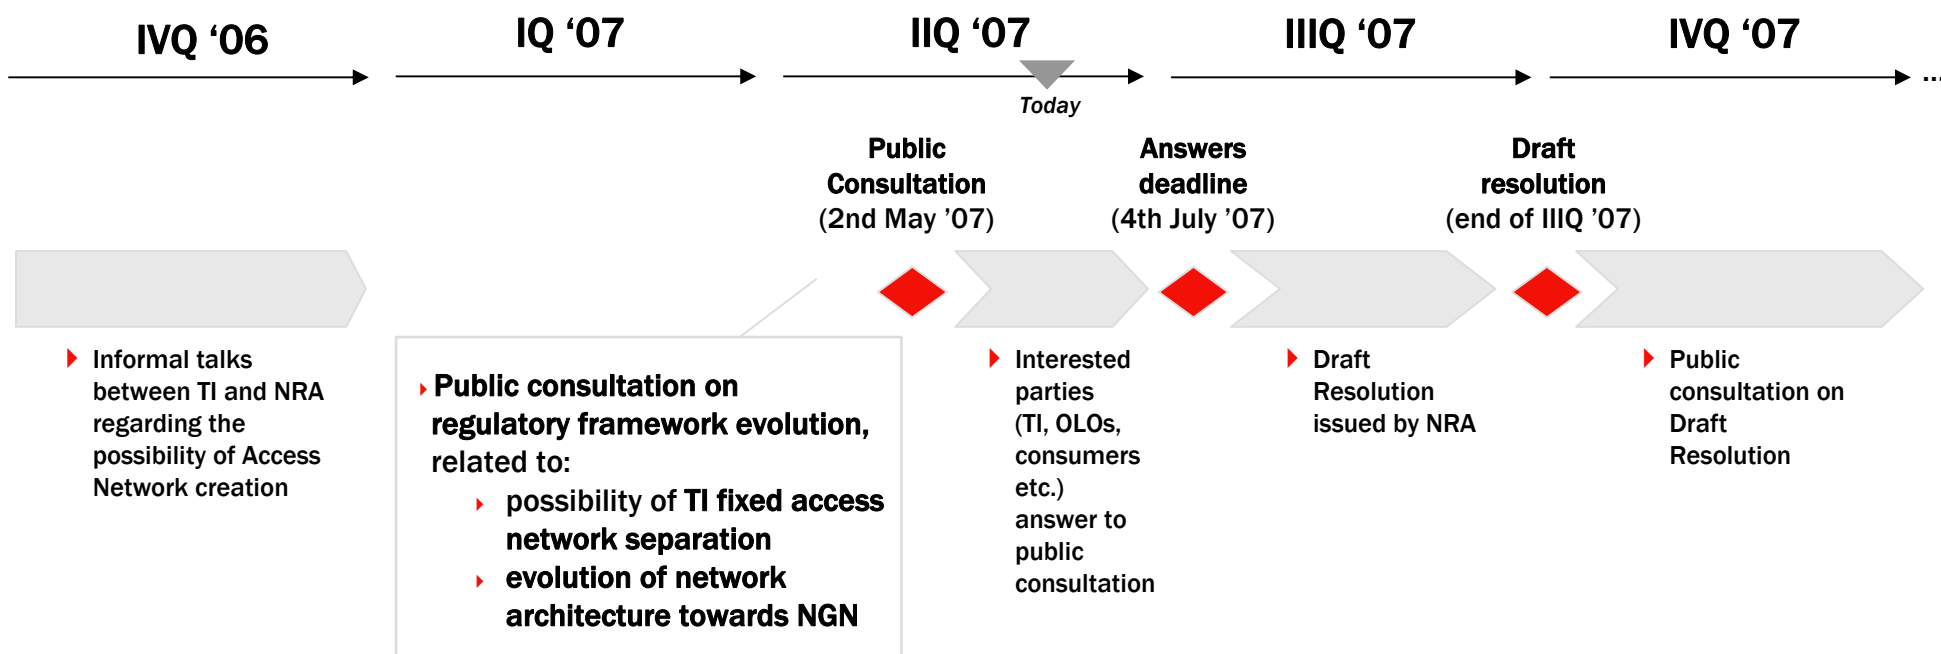 IVQ ‘06
IQ ‘07
IIQ ‘07
IIIQ ‘07
IVQ ‘07
...
Today
Public
Consultation
(2nd May ’07)
Answers
deadline
(4th July ’07)
Draft
resolution
(end of IIIQ ’07)
Informal talks
between TI and NRA
regarding the
possibility of Access
Network creation
Public consultation on
regulatory framework evolution,
related to:
possibility of TI fixed access
network separation
evolution of network
architecture towards NGN
Interested
parties
(TI, OLOs,
consumers
etc.)
answer to
public
consultation
Draft
Resolution
issued by NRA
Public
consultation on
Draft
Resolution